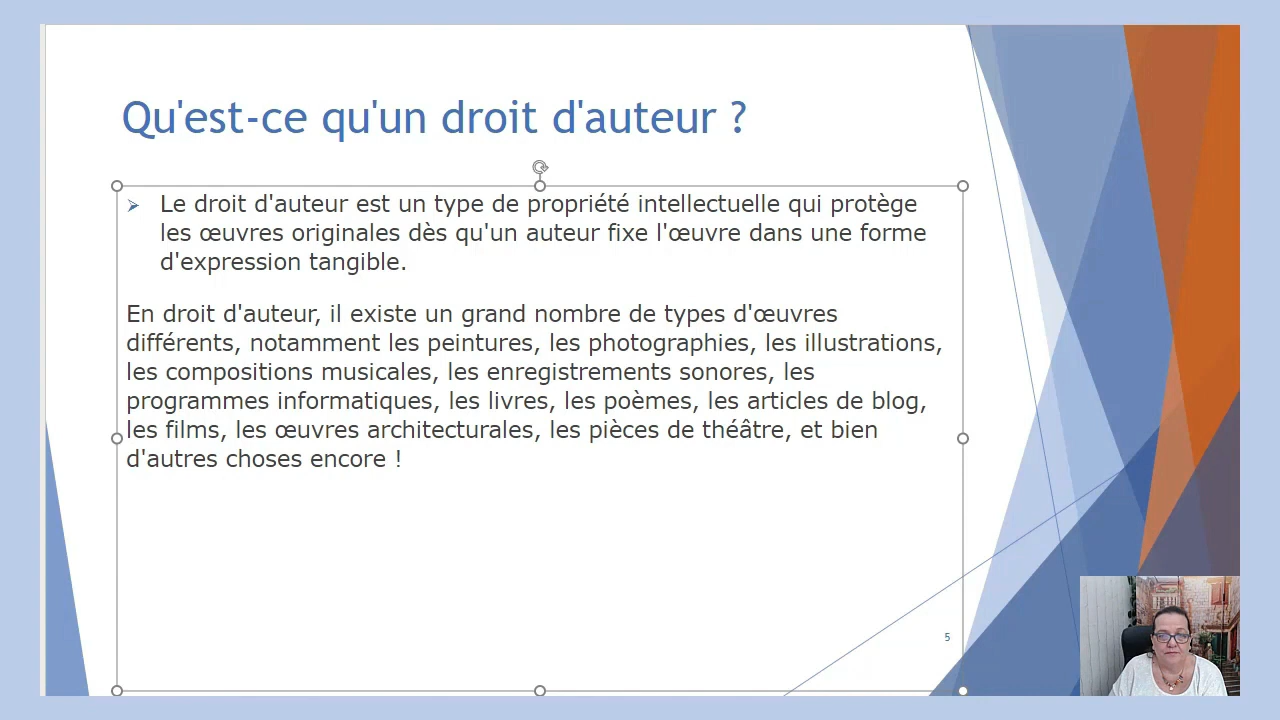 Qu'est-ce qu'un droit d'auteur ?
Le droit d'auteur est un type de propriété intellectuelle qui protège
les œuvres originales dès qu'un auteur fixe l'œuvre dans une forme
d'expression tangible.
En droit d'auteur, il existe un grand nombre de types d'œuvres
différents, notamment les peintures, les photographies, les illustrations,
les compositions musicales, les enregistrements sonores, les
programmes informatiques, les livres, les poèmes, les articles de blog,
les films, les œuvres architecturales, les pièces de théâtre, et bien
d'autres choses encore !
5